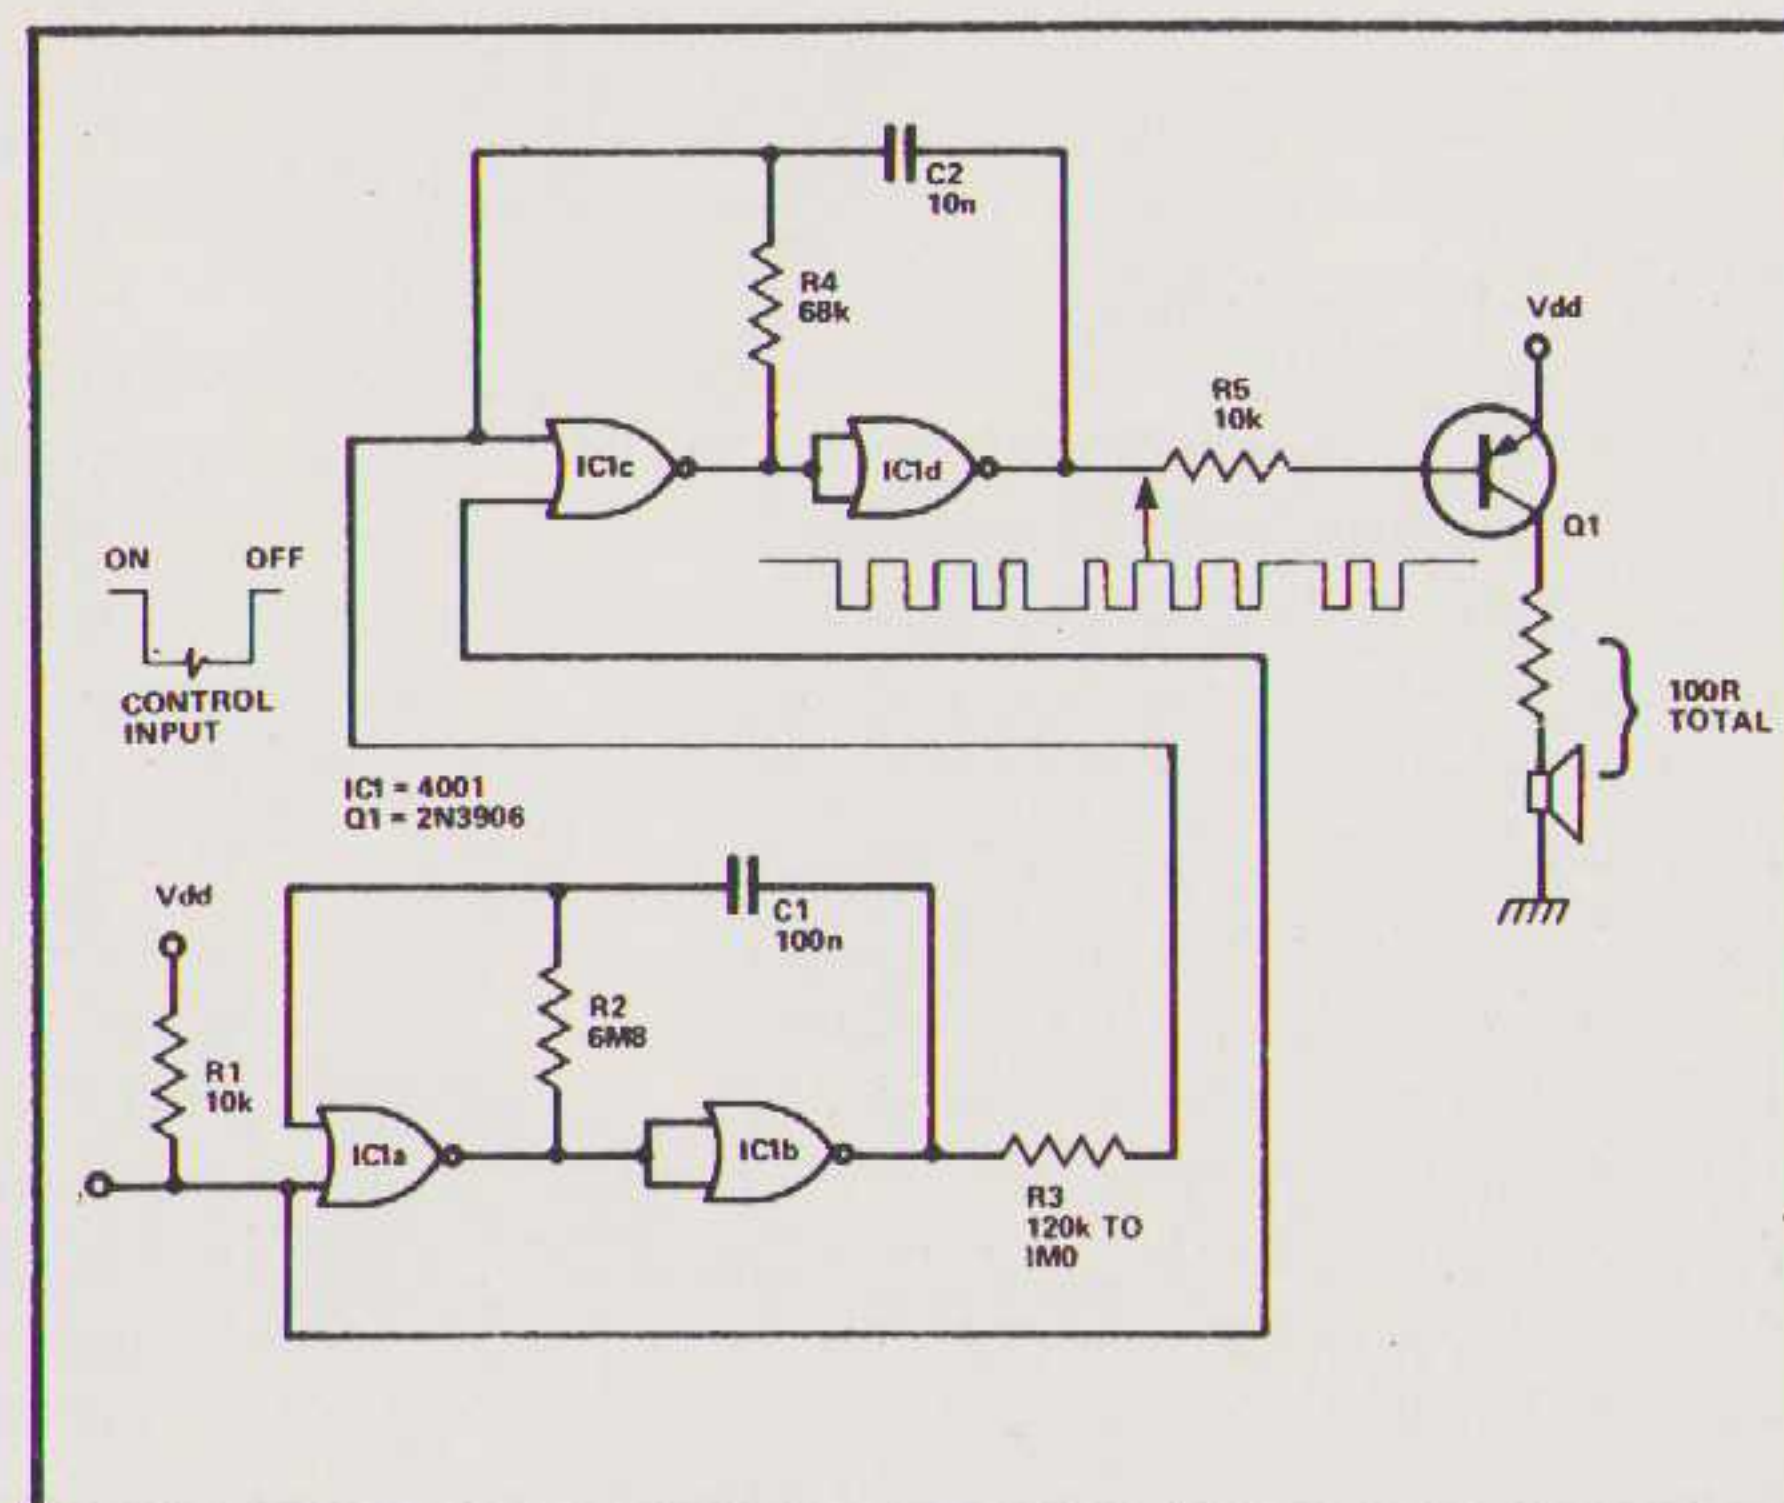 C2
10n
R4
68k
Vdd
R5
10k
IC1c
IC1d
Q1
ON OFF
CONTROL
INPUT
100R
TOTAL
IC1 = 4001
Q1 = 2N3906
Vdd
C1
100n
R2
6M8
R1
10k
IC1a
IC1b
R3
120k TO
IM0